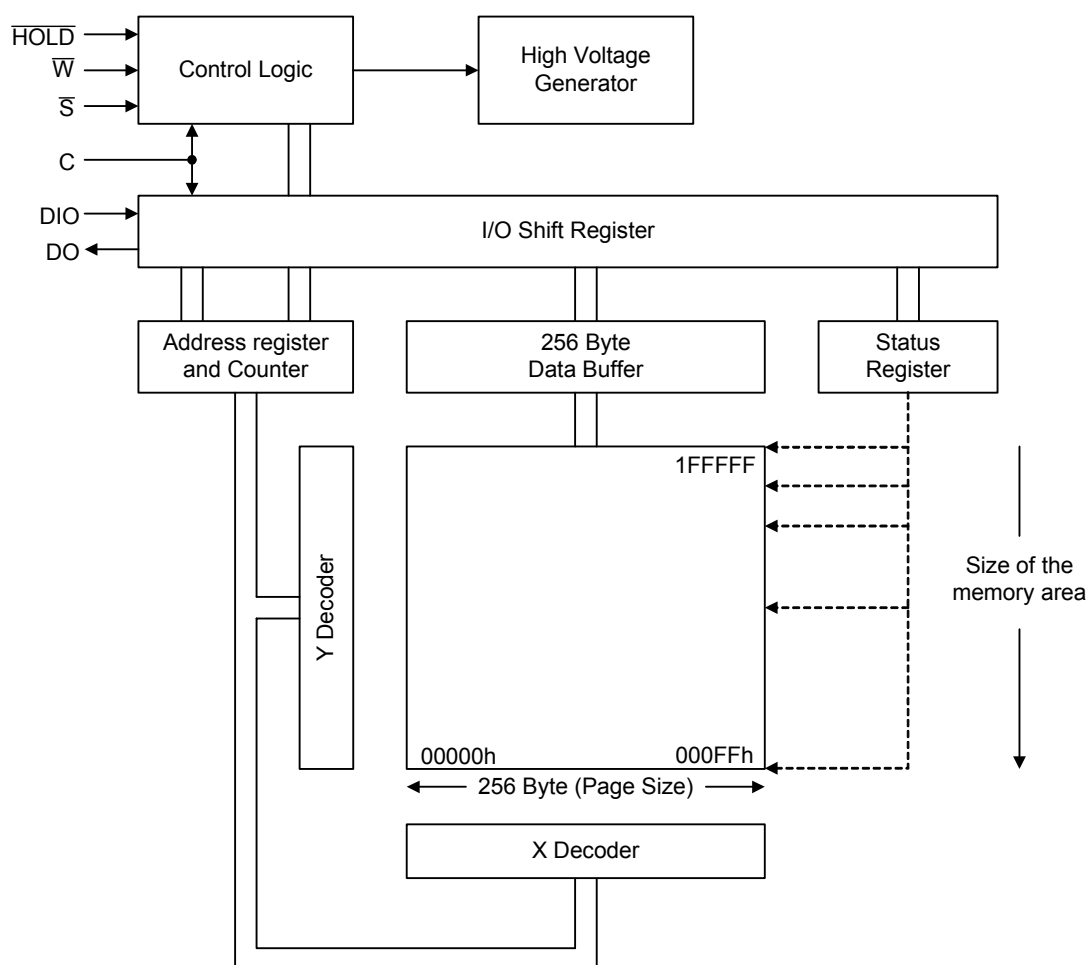 H̅O̅L̅D̅
W̅
S̅
C
DIO
DO
Control Logic
High Voltage
Generator
I/O Shift Register
Address register
and Counter
256 Byte
Data Buffer
Status
Register
Y Decoder
1FFFFF
00000h
000FFh
256 Byte (Page Size)
Size of the
memory area
X Decoder